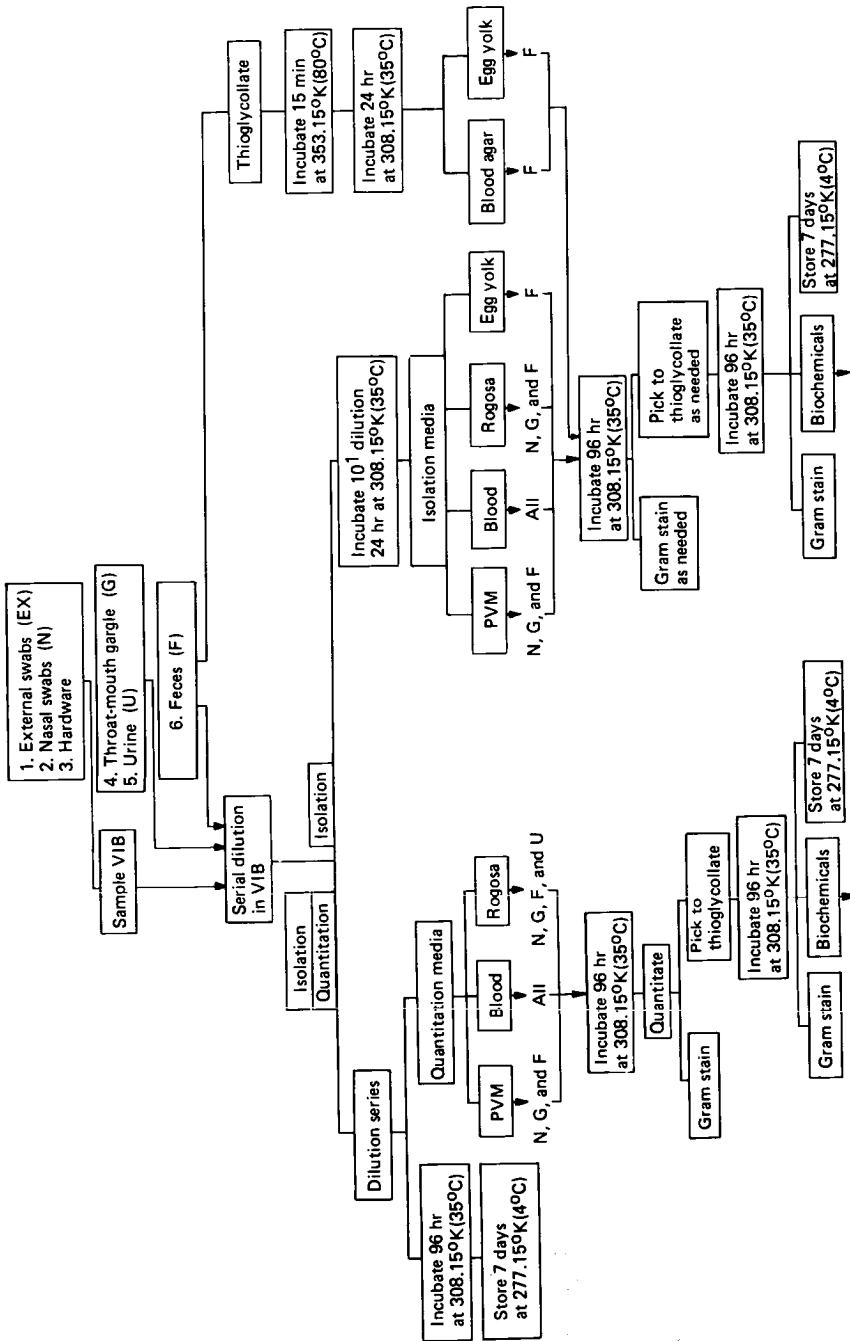 1. External swabs (EX)
2. Nasal swabs (N)
3. Hardware
Sample VIB
4. Throat-mouth gargle (G)
5. Urine (U)
6. Feces (F)
Serial dilution
in VIB
Isolation
Quantitation
Isolation
Dilution series
Incubate 96 hr
at 308.15°K(35°C)
Store 7 days
at 277.15°K(4°C)
Quantitation media
PVM
Blood
Rogosa
N, G, and F
All
N, G, F, and U
Incubate 96 hr
at 308.15°K(35°C)
Quantitate
Gram stain
Pick to
thioglycollate
Incubate 96 hr
at 308.15°K(35°C)
Gram stain
Biochemicals
Store 7 days
at 277.15°K(4°C)
Incubate 10¹ dilution
24 hr at 308.15°K(35°C)
Isolation media
PVM
Blood
Rogosa
Egg yolk
N, G, and F
All
N, G, and F
F
Thioglycollate
Incubate 15 min
at 353.15°K(80°C)
Incubate 24 hr
at 308.15°K(35°C)
Blood agar
Egg yolk
F
F
Incubate 96 hr
at 308.15°K(35°C)
Gram stain
as needed
Pick to
thioglycollate
as needed
Incubate 96 hr
at 308.15°K(35°C)
Gram stain
Biochemicals
Store 7 days
at 277.15°K(4°C)